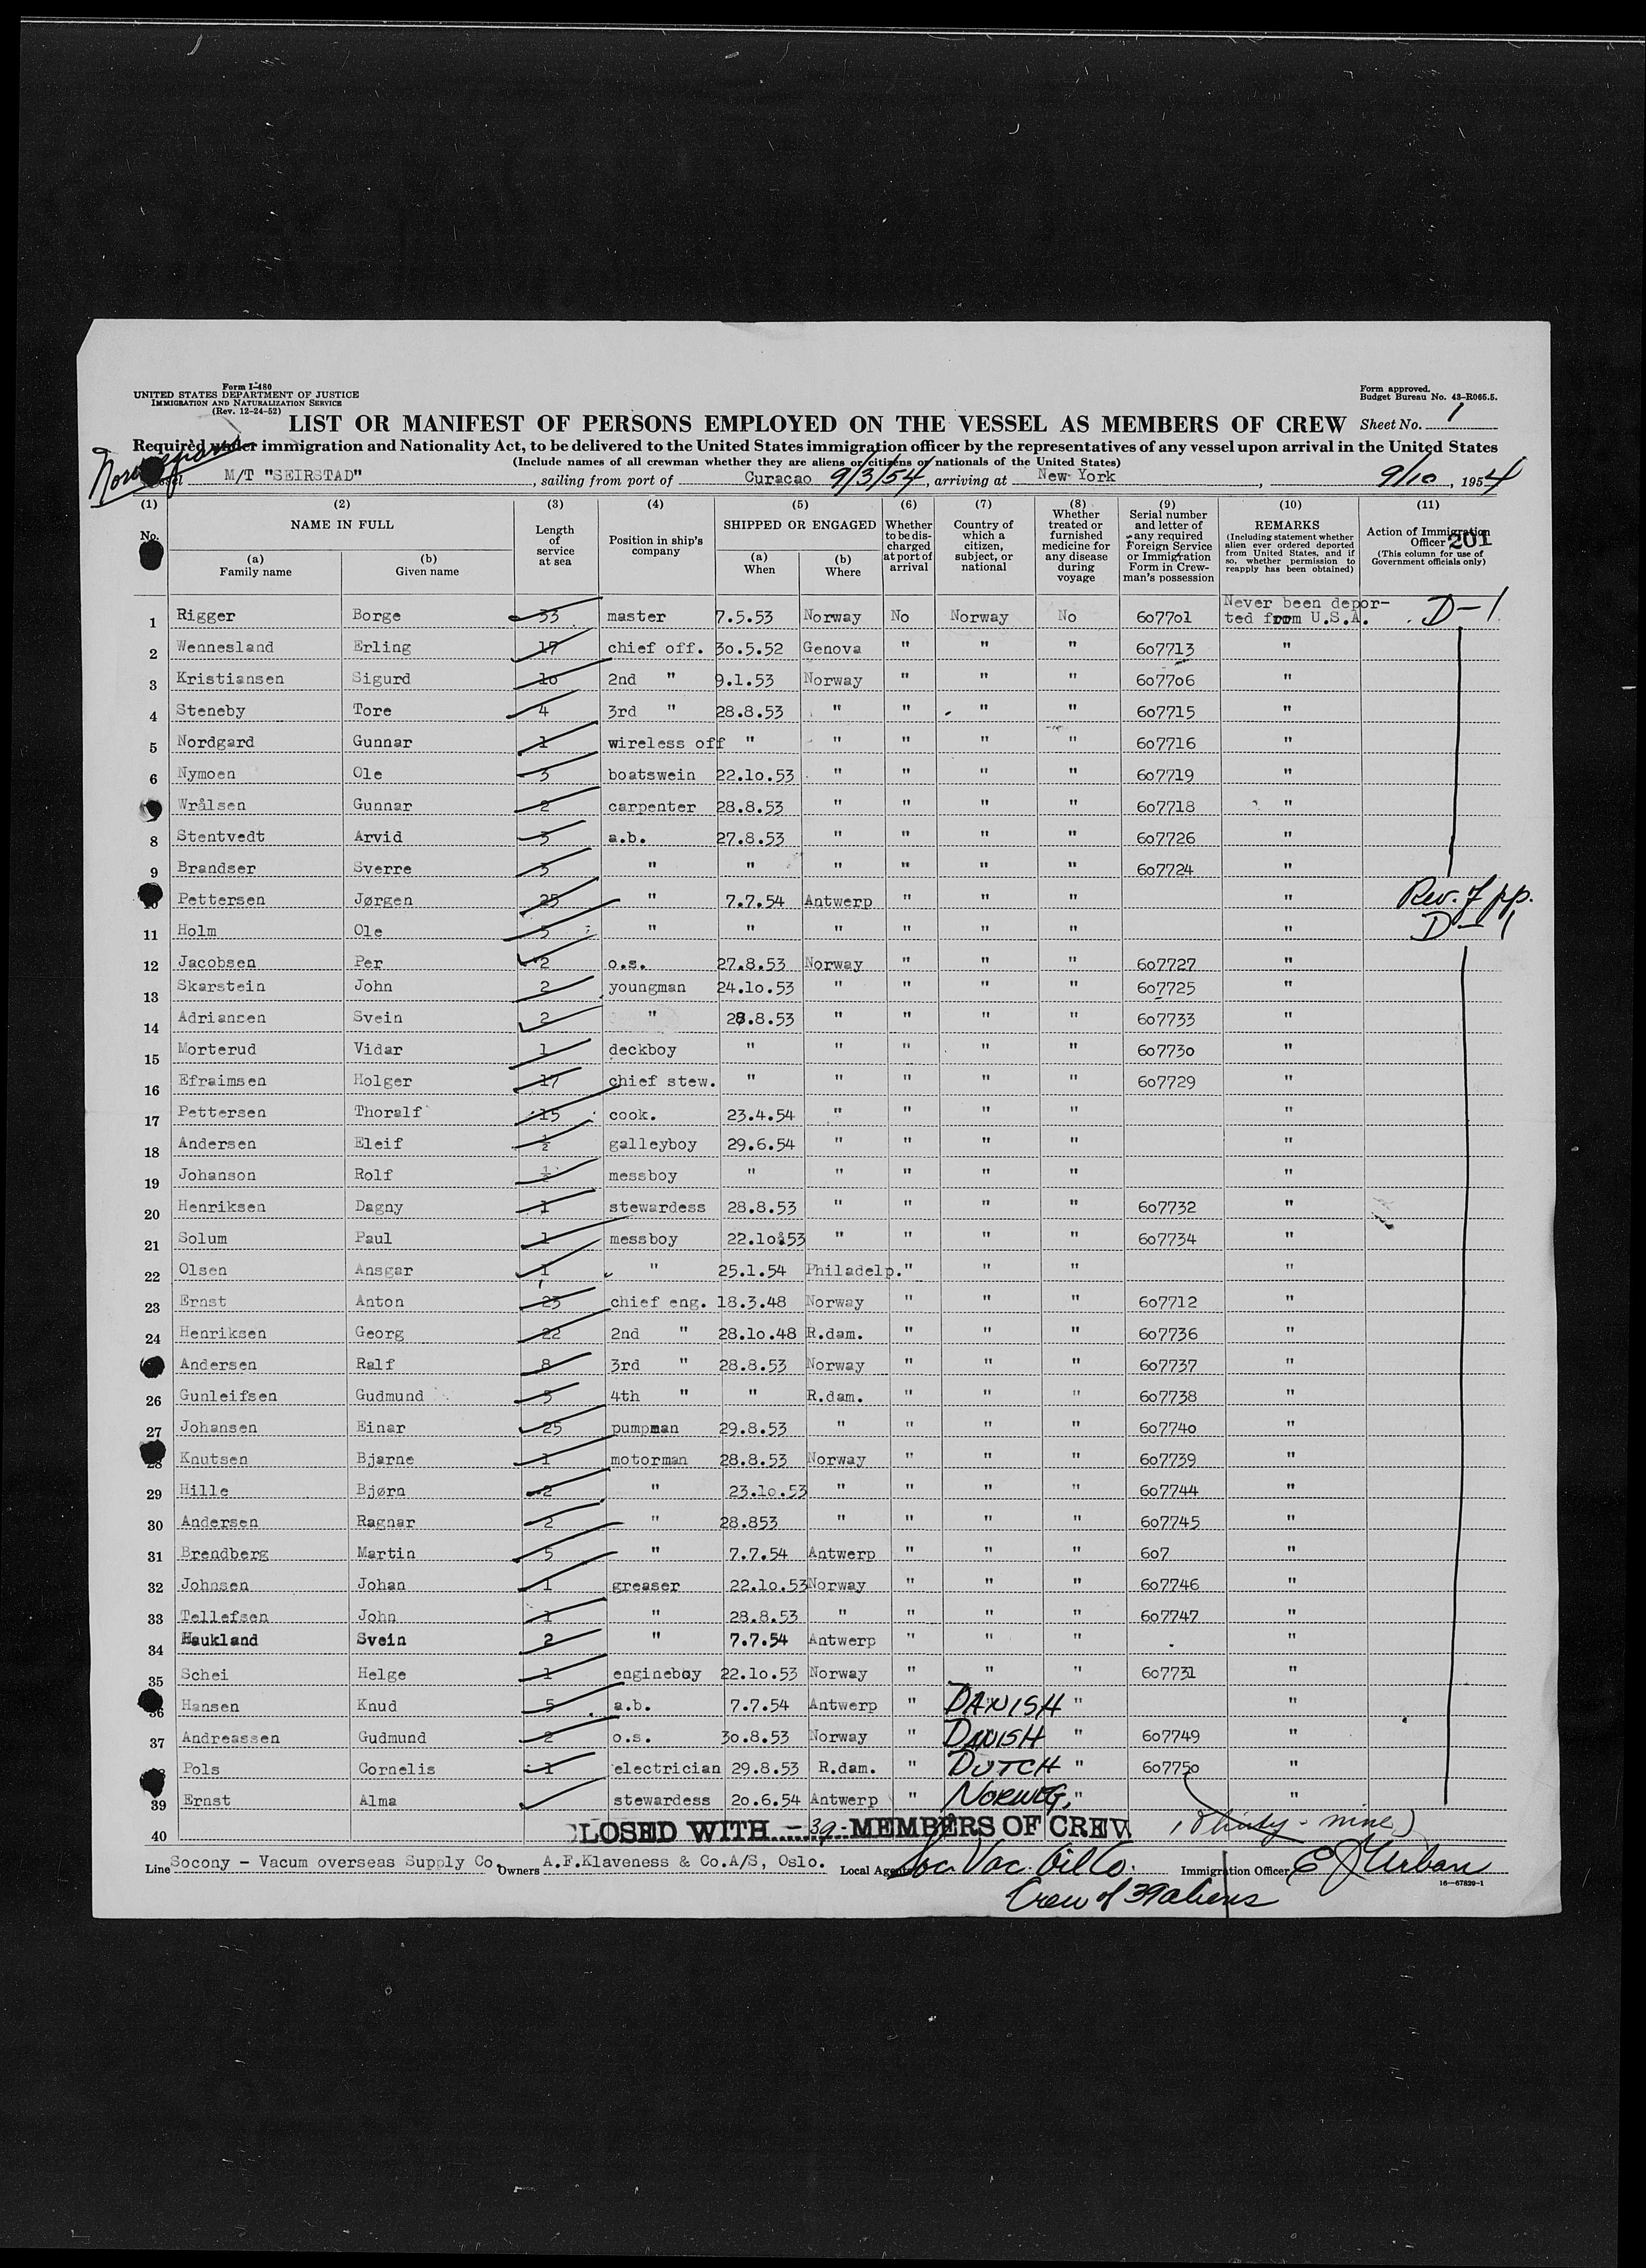 Form I-480
UNITED STATES DEPARTMENT OF JUSTICE
IMMIGRATION AND NATURALIZATION SERVICE
(Rev. 12-24-52)
Form approved.
Budget Bureau No. 43-R065.5.
LIST OR MANIFEST OF PERSONS EMPLOYED ON THE VESSEL AS MEMBERS OF CREW Sheet No. 1
Required under immigration and Nationality Act, to be delivered to the United States immigration officer by the representatives of any vessel upon arrival in the United States
(Include names of all crewman whether they are aliens or citizens or nationals of the United States)
M/T "SEIRSTAD", sailing from port of Curacao 9/3/54, arriving at New York, 9/10, 1954
(1) (2) (3) (4) (5) (6) (7) (8) (9) (10) (11)
No. NAME IN FULL Length of service at sea Position in ship's company SHIPPED OR ENGAGED Whether to be discharged at port of arrival Country of which a citizen, subject, or national Whether treated or furnished medicine for any disease during voyage Serial number and letter of any required Foreign Service or Immigration Form in Crewman's possession REMARKS (Including statement whether alien ever ordered deported from United States, and if so, whether permission to reapply has been obtained) Action of Immigration Officer 201 (This column for use of Government officials only)
(a) Family name (b) Given name (a) When (b) Where
1 Rigger Borge 33 master 7.5.53 Norway No Norway No 607701 Never been deported from U.S.A. D-1
2 Wennesland Erling 17 chief off. 30.5.52 Genova " " " 607713 "
3 Kristiansen Sigurd 10 2nd " 9.1.53 Norway " " " 607706 "
4 Steneby Tore 4 3rd " 28.8.53 " " " " 607715 "
5 Nordgard Gunnar 1 wireless off " " " " " 607716 "
6 Nymoen Ole 3 boatswein 22.10.53 " " " " 607719 "
Wrålsen Gunnar 2 carpenter 28.8.53 " " " " 607718 "
8 Stentvedt Arvid 3 a.b. 27.8.53 " " " " 607726 "
9 Brandser Sverre 3 " " " " " " 607724 "
10 Pettersen Jørgen 25 " 7.7.54 Antwerp " " " " Rev. pp.
11 Holm Ole 5 " " " " " " " D-1
12 Jacobsen Per 2 o.s. 27.8.53 Norway " " " 607727 "
13 Skarstein John 2 youngman 24.10.53 " " " " 607725 "
14 Adriansen Svein 2 " 28.8.53 " " " " 607733 "
15 Morterud Vidar 1 deckboy " " " " " 607730 "
16 Efraimsen Holger 17 chief stew. " " " " " 607729 "
17 Pettersen Thoralf 15 cook. 23.4.54 " " " " "
18 Andersen Eleif ½ galleyboy 29.6.54 " " " " "
19 Johanson Rolf ½ messboy " " " " " "
20 Henriksen Dagny 1 stewardess 28.8.53 " " " " 607732 "
21 Solum Paul 1 messboy 22.10.53 " " " " 607734 "
22 Olsen Ansgar 1 " 25.1.54 Philadelp. " " " "
23 Ernst Anton 23 chief eng. 18.3.48 Norway " " " 607712 "
24 Henriksen Georg 22 2nd " 28.10.48 R.dam. " " " 607736 "
Andersen Ralf 8 3rd " 28.8.53 Norway " " " 607737 "
26 Gunleifsen Gudmund 5 4th " " R.dam. " " " 607738 "
27 Johansen Einar 25 pumpman 29.8.53 " " " " 607740 "
28 Knutsen Bjarne 1 motorman 28.8.53 Norway " " " 607739 "
29 Hille Bjørn 2 " 23.10.53 " " " " 607744 "
30 Andersen Ragnar 2 " 28.853 " " " " 607745 "
31 Brendberg Martin 5 " 7.7.54 Antwerp " " " 607 "
32 Johnsen Johan 1 greaser 22.10.53 Norway " " " 607746 "
33 Tellefsen John 1 " 28.8.53 " " " " 607747 "
34 Haukland Svein 2 " 7.7.54 Antwerp " " " "
35 Schei Helge 1 engineboy 22.10.53 Norway " " " 607731 "
36 Hansen Knud 5 a.b. 7.7.54 Antwerp " DANISH " "
37 Andreassen Gudmund 2 o.s. 30.8.53 Norway " DANISH " 607749 "
Pols Cornelis 1 electrician 29.8.53 R.dam. " DUTCH " 607750 "
39 Ernst Alma stewardess 20.6.54 Antwerp " NORWEG. " "
40 CLOSED WITH -39- MEMBERS OF CREW (thirty-nine)
Line Socony - Vacum overseas Supply Co. Owners A.F.Klaveness & Co.A/S, Oslo. Local Agents Soc. Vac. Oil Co. Immigration Officer E J Urban
16-67829-1
Crew of 39 aliens